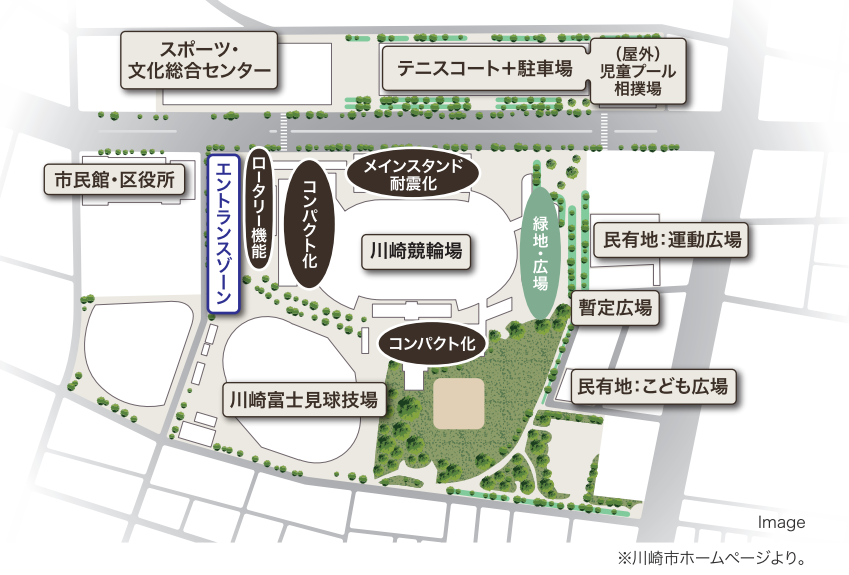 スポーツ・
文化総合センター
テニスコート＋駐車場
（屋外）
児童プール
相撲場
市民館・区役所
エントランスゾーン
ロータリー機能
コンパクト化
メインスタンド
耐震化
川崎競輪場
緑地・広場
民有地：運動広場
暫定広場
コンパクト化
川崎富士見球技場
民有地：こども広場
Image
※川崎市ホームページより。